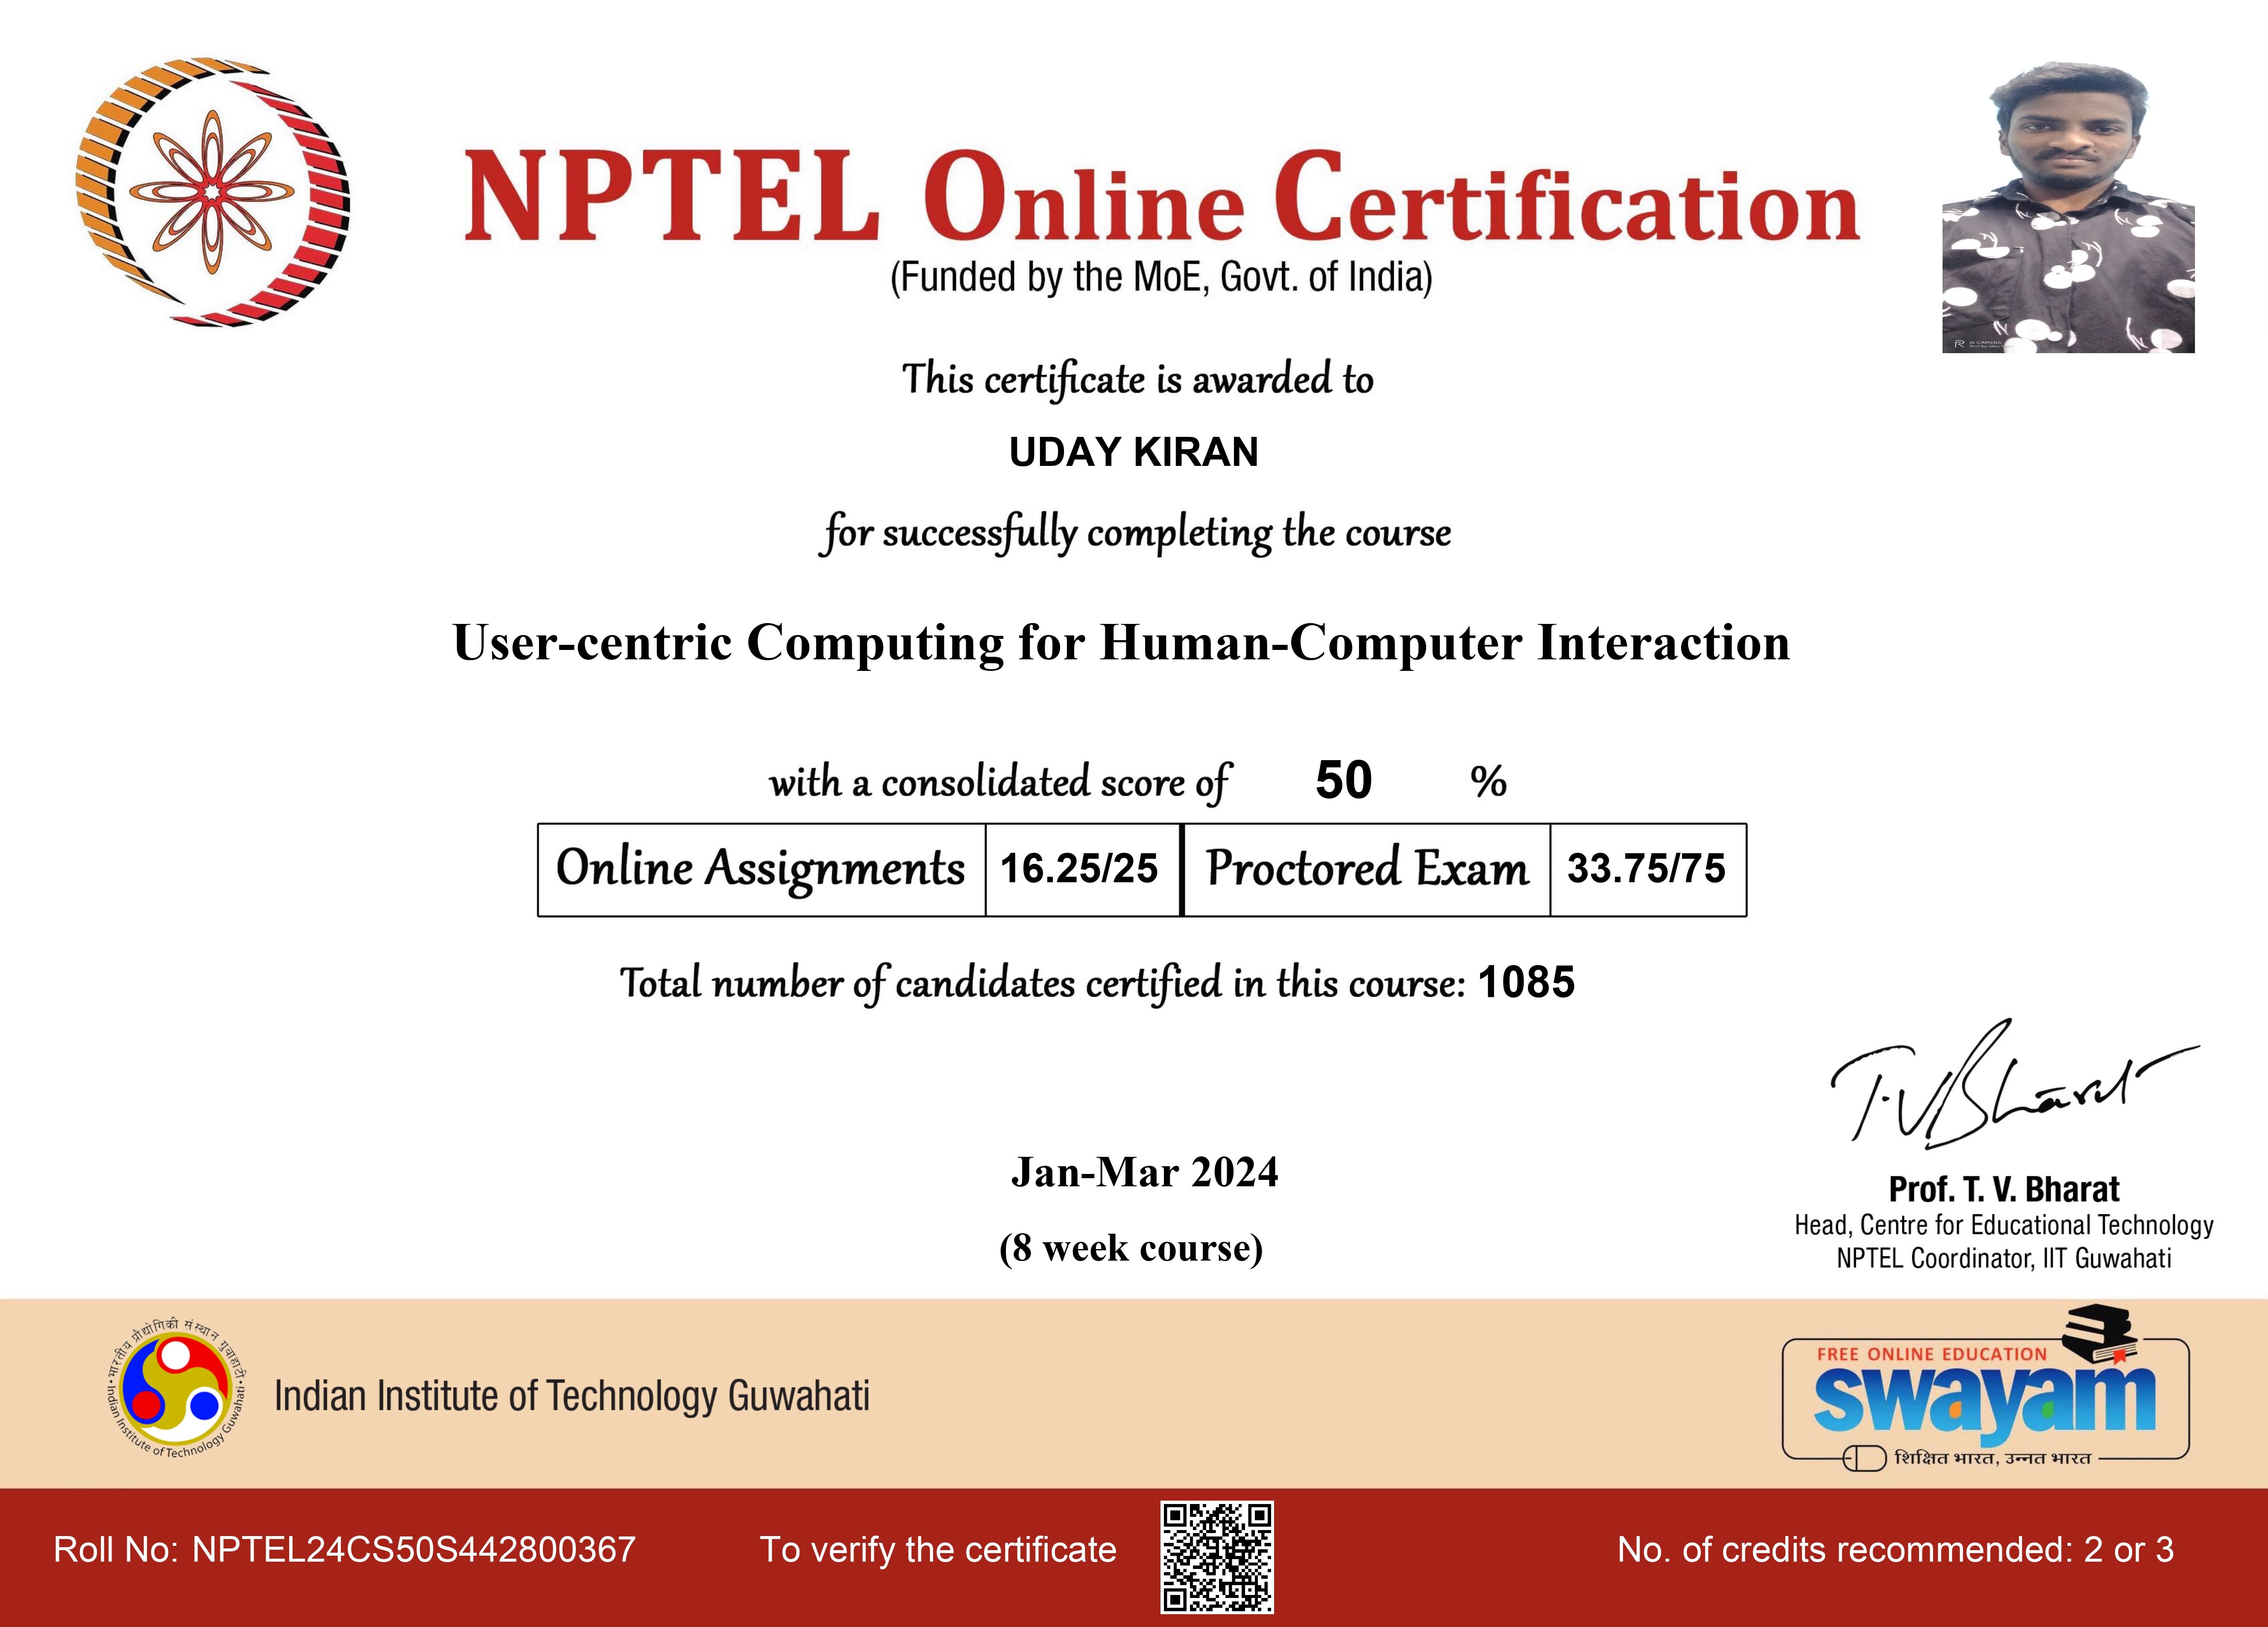 NPTEL Online Certification
(Funded by the MoE, Govt. of India)
This certificate is awarded to
UDAY KIRAN
for successfully completing the course
User-centric Computing for Human-Computer Interaction
with a consolidated score of 50 %
Online Assignments 16.25/25 Proctored Exam 33.75/75
Total number of candidates certified in this course: 1085
T.V Bharat
Jan-Mar 2024
(8 week course)
Prof. T. V. Bharat
Head, Centre for Educational Technology
NPTEL Coordinator, IIT Guwahati
भारतीय प्रौद्योगिकी संस्थान गुवाहाटी
Indian Institute of Technology Guwahati
Indian Institute of Technology Guwahati
FREE ONLINE EDUCATION
swayam
शिक्षित भारत, उन्नत भारत
Roll No: NPTEL24CS50S442800367
To verify the certificate
No. of credits recommended: 2 or 3